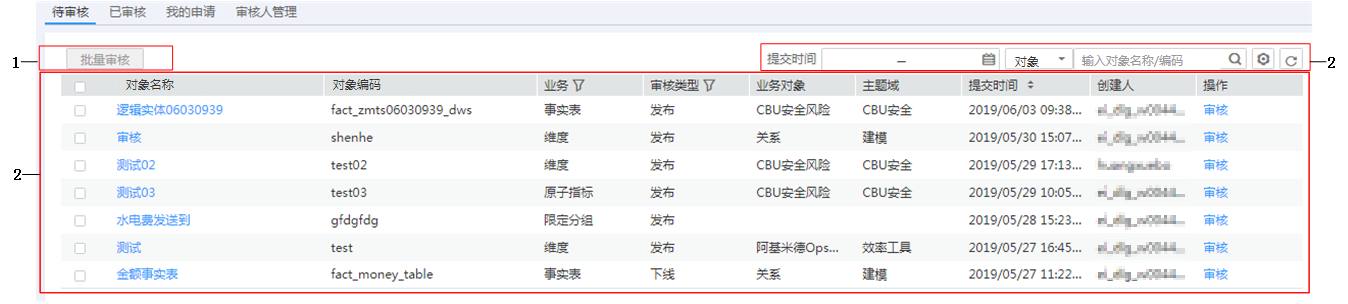 待审核 已审核 我的申请 审核人管理
1 批量审核 提交时间 – 对象 输入对象名称/编码 2
对象名称 对象编码 业务 审核类型 业务对象 主题域 提交时间 创建人 操作
逻辑实体06030939 fact_zmts06030939_dws 事实表 发布 CBU安全风险 CBU安全 2019/06/03 09:38... 审核
审核 shenhe 维度 发布 关系 建模 2019/05/30 15:07... 审核
测试02 test02 维度 发布 CBU安全风险 CBU安全 2019/05/29 17:13... 审核
2 测试03 test03 原子指标 发布 CBU安全风险 CBU安全 2019/05/29 10:05... 审核
水电费发送到 gfdgfdg 限定分组 发布 2019/05/28 15:23... 审核
测试 test 维度 发布 阿基米德Ops... 效率工具 2019/05/27 16:45... 审核
金额事实表 fact_money_table 事实表 下线 关系 建模 2019/05/27 11:22... 审核